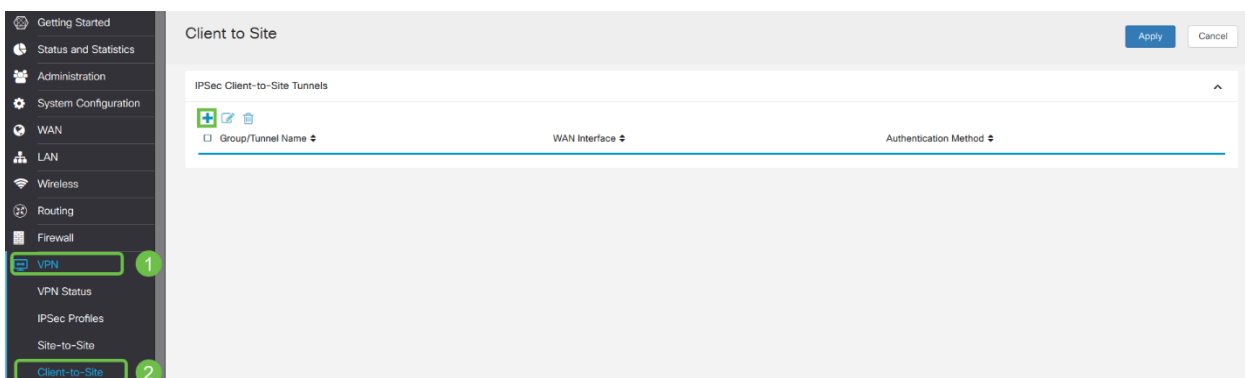 Getting Started
Status and Statistics
Administration
System Configuration
WAN
LAN
Wireless
Routing
Firewall
VPN 1
VPN Status
IPSec Profiles
Site-to-Site
Client-to-Site 2
Client to Site
Apply Cancel
IPSec Client-to-Site Tunnels
Group/Tunnel Name WAN Interface Authentication Method